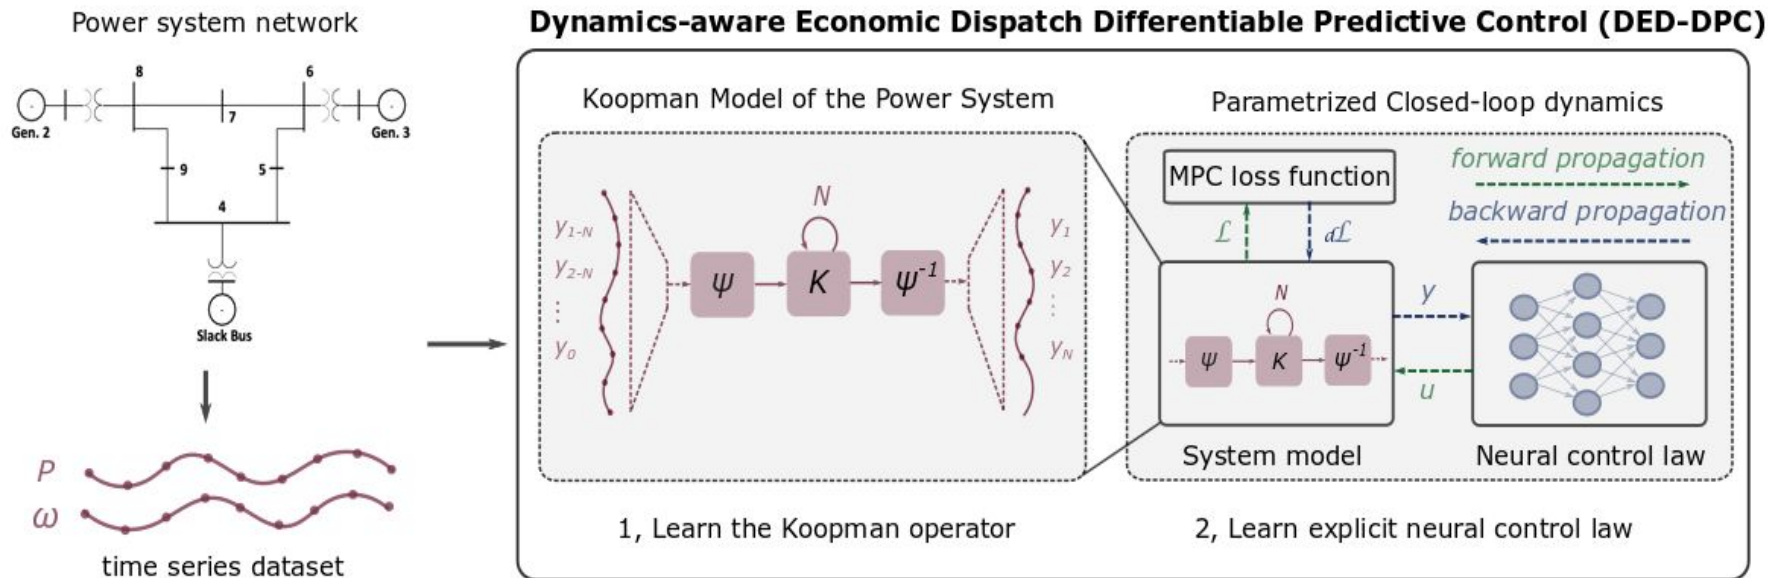 Power system network
8
6
7
Gen. 2
Gen. 3
9
5
4
Slack Bus
P
ω
time series dataset
Dynamics-aware Economic Dispatch Differentiable Predictive Control (DED-DPC)
Koopman Model of the Power System
y1-N
y2-N
⋮
y0
N
ψ
K
ψ-1
y1
y2
⋮
yN
1, Learn the Koopman operator
Parametrized Closed-loop dynamics
MPC loss function
forward propagation
backward propagation
ℒ
dℒ
N
ψ
K
ψ-1
y
u
System model
Neural control law
2, Learn explicit neural control law